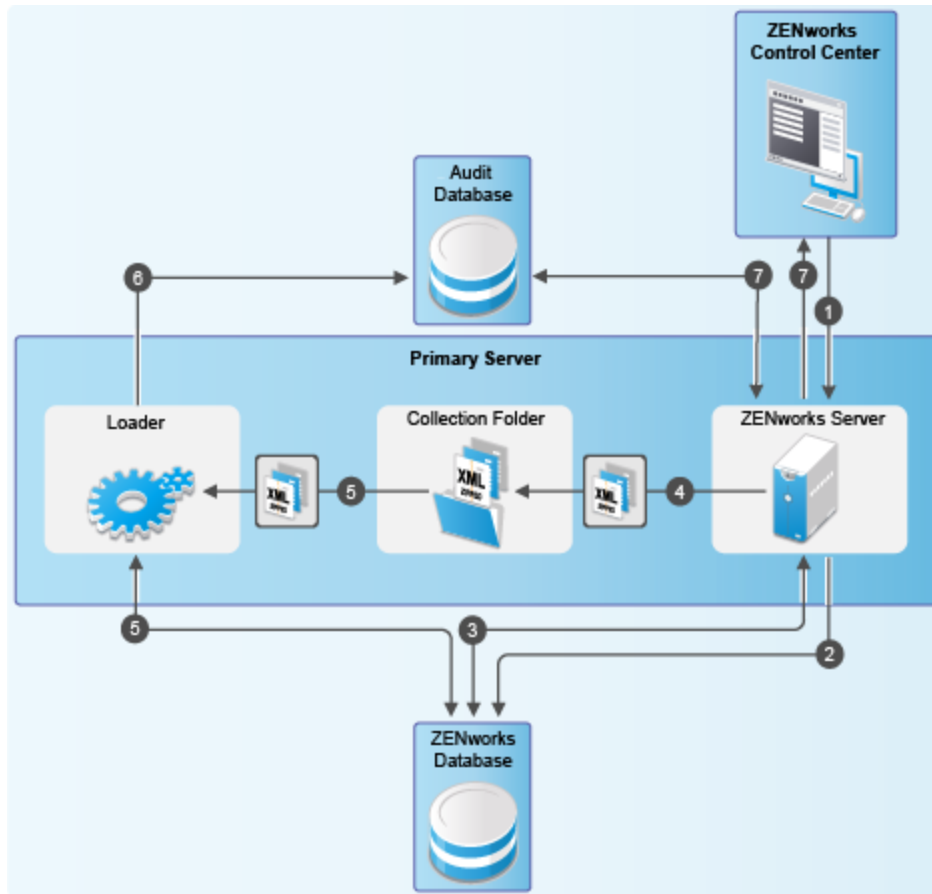 ZENworks
Control Center
Audit
Database
6
7
7
1
Primary Server
Loader
Collection Folder
ZENworks Server
XML
XML
XML
5
4
5
3
2
ZENworks
Database